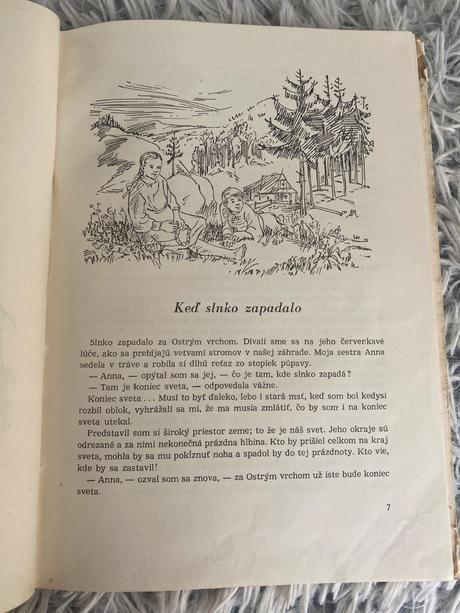 Keď slnko zapadalo
Slnko zapadalo za Ostrým vrchom. Dívali sme sa na jeho červenkavé
lúče, ako sa prebíjajú vetvami stromov v našej záhrade. Moja sestra Anna
sedela v tráve a robila si dlhú reťaz zo stopiek púpavy.
— Anna, — opýtal som sa jej, — čo je tam, kde slnko zapadá?
— Tam je koniec sveta, — odpovedala vážne.
Koniec sveta... Musí to byť ďaleko, lebo i stará mať, keď som bol kedysi
rozbil oblok, vyhrážali sa mi, že ma musia zmlátiť, čo by som i na koniec
sveta utekal.
Predstavil som si široký priestor zeme; to že je náš svet. Jeho okraje sú
odrezané a za nimi nekonečná prázdna hlbina. Kto by prišiel celkom na kraj
sveta, mohla by sa mu pokĺznuť noha a spadol by do tej prázdnoty. Kto vie,
kde by sa zastavil!
— Anna, — ozval som sa znova, — za Ostrým vrchom už iste bude koniec
sveta.
7